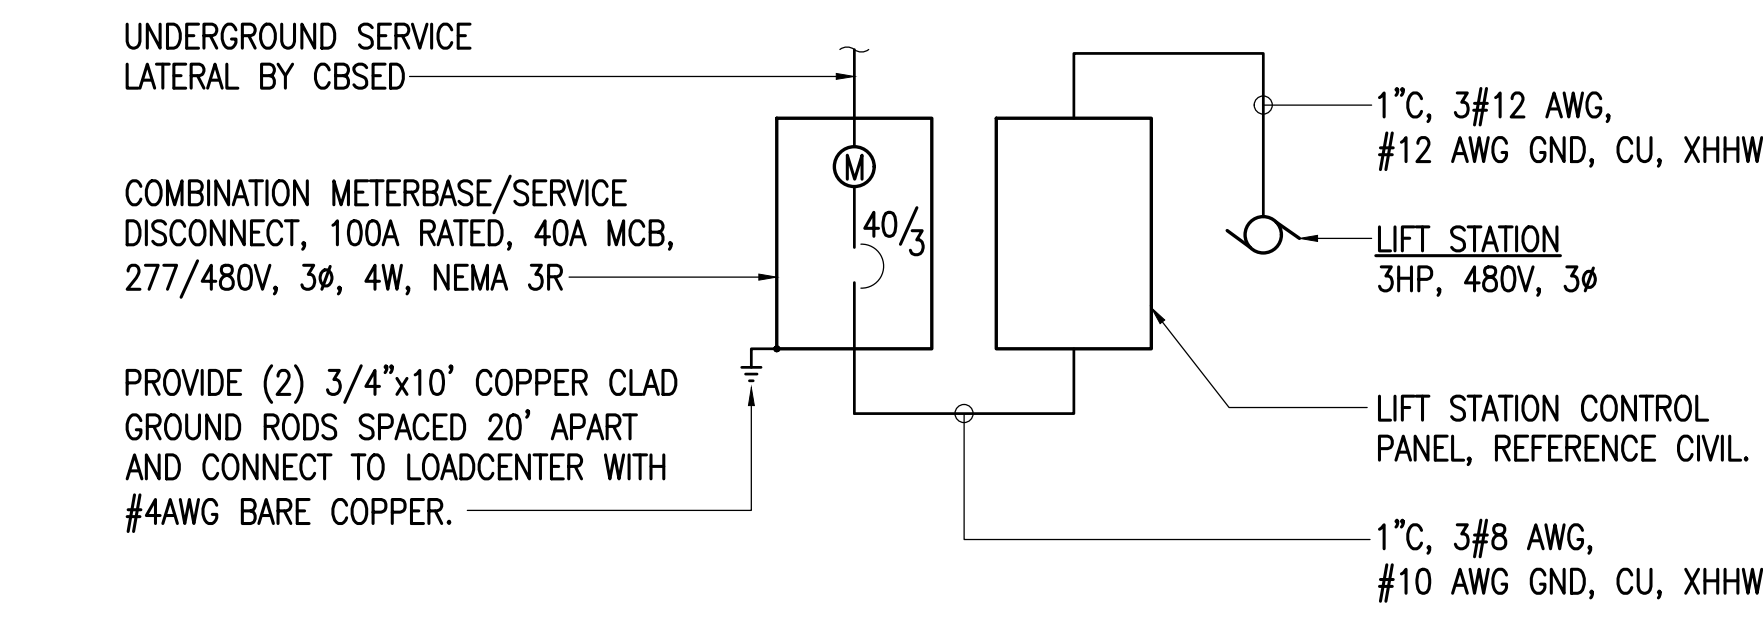 UNDERGROUND SERVICE
LATERAL BY CBSED
COMBINATION METERBASE/SERVICE
DISCONNECT, 100A RATED, 40A MCB,
277/480V, 3ø, 4W, NEMA 3R
PROVIDE (2) 3/4"x10' COPPER CLAD
GROUND RODS SPACED 20' APART
AND CONNECT TO LOADCENTER WITH
#4AWG BARE COPPER.
M
40/3
1"C, 3#12 AWG,
#12 AWG GND, CU, XHHW
LIFT STATION
3HP, 480V, 3ø
LIFT STATION CONTROL
PANEL, REFERENCE CIVIL.
1"C, 3#8 AWG,
#10 AWG GND, CU, XHHW